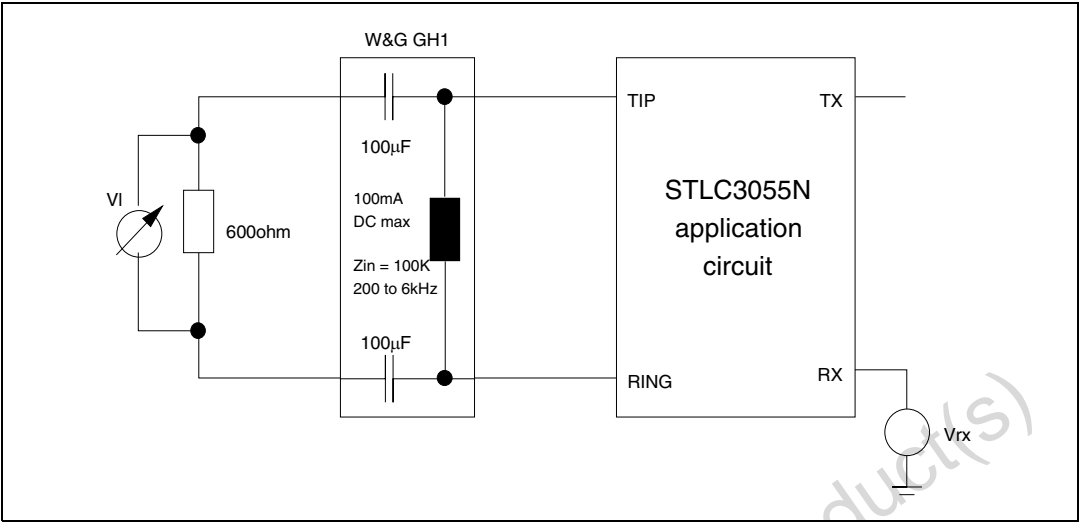 W&G GH1
TIP
TX
100μF
STLC3055N
application
circuit
VI
600ohm
100mA
DC max
Zin = 100K
200 to 6kHz
100μF
RING
RX
Vrx
duct(s)